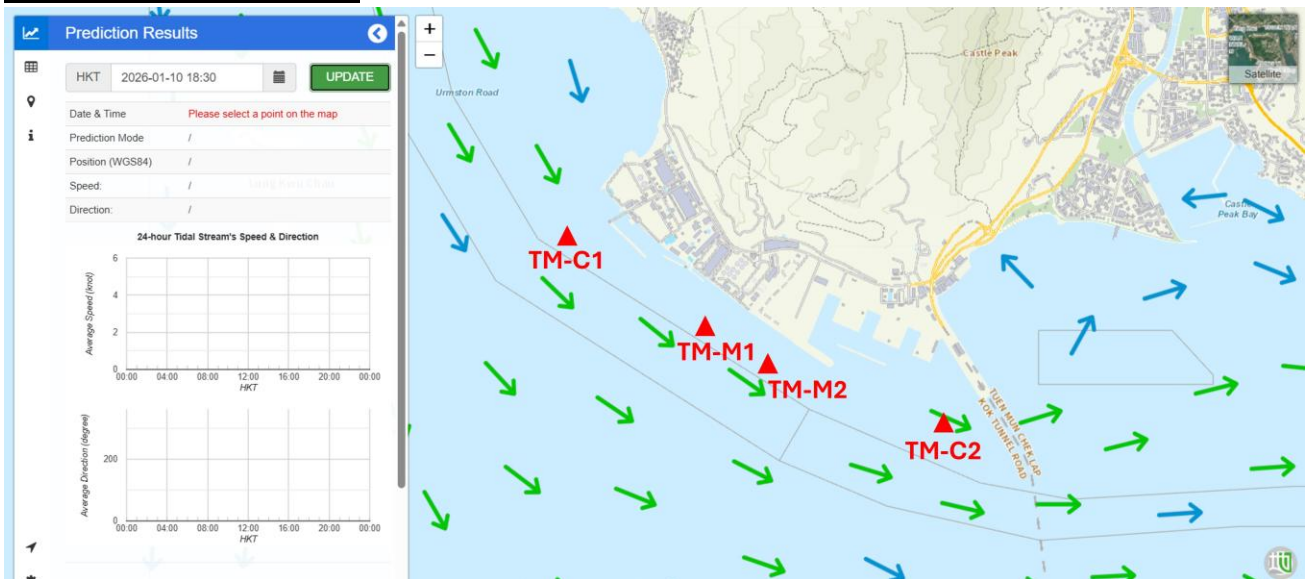 Prediction Results
HKT 2026-01-10 18:30 UPDATE
Date & Time Please select a point on the map
Prediction Mode /
Position (WGS84) /
Speed: /
Direction: /
Lung Kwu Chau
24-hour Tidal Stream's Speed & Direction
Average Speed (knot)
6
4
2
0
00:00 04:00 08:00 12:00 16:00 20:00 00:00
HKT
Average Direction (degree)
200
0
00:00 04:00 08:00 12:00 16:00 20:00 00:00
HKT
+
−
Urmston Road
Castle Peak
Satellite
Castle
Peak Bay
TM-C1
TM-M1
TM-M2
TM-C2
TUEN MUN CHEK LAP
KOK TUNNEL ROAD